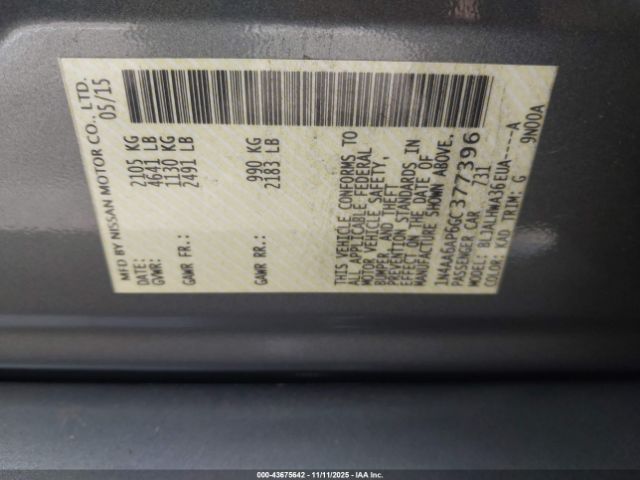 MFD BY NISSAN MOTOR CO., LTD.
05/15
DATE:
GVWR: 2105 KG
4641 LB
GAWR FR: 1130 KG
2491 LB
GAWR RR: 990 KG
2183 LB
THIS VEHICLE CONFORMS TO
ALL APPLICABLE FEDERAL
MOTOR VEHICLE SAFETY,
BUMPER, AND THEFT
PREVENTION STANDARDS IN
EFFECT ON THE DATE OF
MANUFACTURE SHOWN ABOVE.
1N4AA6AP6GC377396
PASSENGER CAR 731
MODEL: BLJALHWA36EUA-----A
COLOR: KAD TRIM: G 9N00A
000-43675642 - 11/11/2025 - IAA Inc.